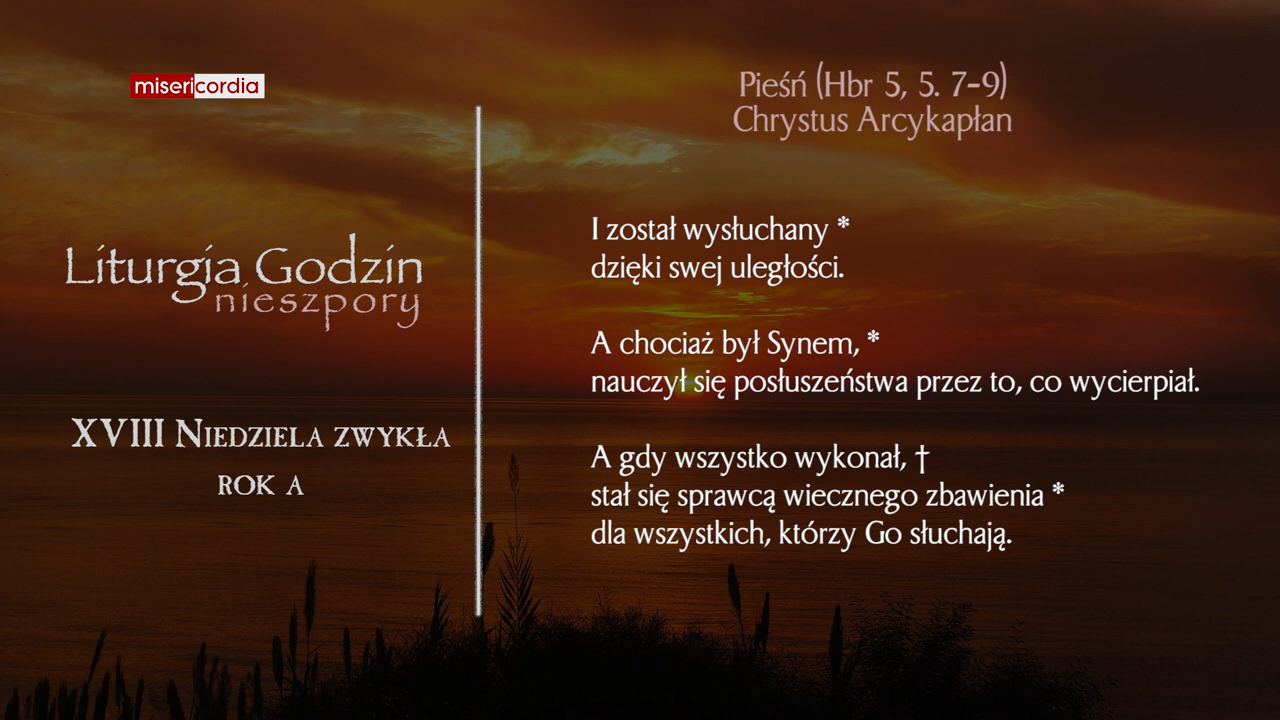 misericordia
Liturgia Godzin
nieszpory
XVIII Niedziela zwykła
rok A
Pieśń (Hbr 5, 5. 7-9)
Chrystus Arcykapłan
I został wysłuchany *
dzięki swej uległości.
A chociaż był Synem, *
nauczył się posłuszeństwa przez to, co wycierpiał.
A gdy wszystko wykonał, †
stał się sprawcą wiecznego zbawienia *
dla wszystkich, którzy Go słuchają.